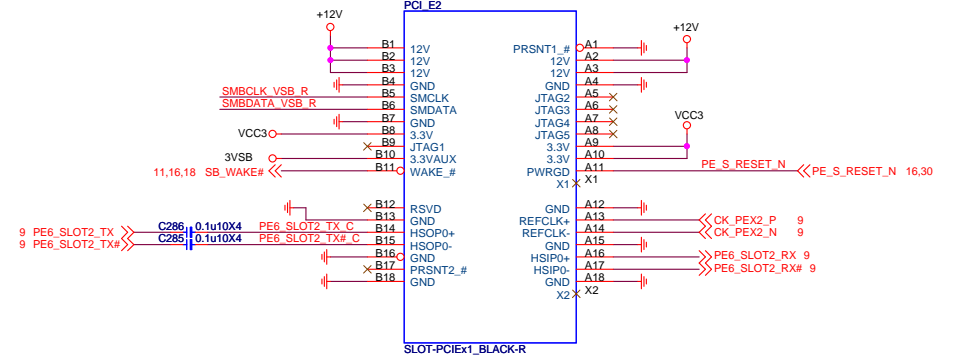 PCI_E2
+12V
+12V
B1 12V PRSNT1_# A1
B2 12V 12V A2
B3 12V 12V A3
B4 GND GND A4
SMBCLK_VSB_R B5 SMCLK JTAG2 A5
SMBDATA_VSB_R B6 SMDATA JTAG3 A6
B7 GND JTAG4 A7
VCC3
VCC3 B8 3.3V JTAG5 A8
B9 JTAG1 3.3V A9
3VSB B10 3.3VAUX 3.3V A10
11,16,18 SB_WAKE# B11 WAKE_# PWRGD A11 PE_S_RESET_N PE_S_RESET_N 16,30
X1 X1
B12 RSVD GND A12
B13 GND REFCLK+ A13 CK_PEX2_P 9
9 PE6_SLOT2_TX C286 0.1u10X4 PE6_SLOT2_TX_C B14 HSOP0+ REFCLK- A14 CK_PEX2_N 9
9 PE6_SLOT2_TX# C285 0.1u10X4 PE6_SLOT2_TX#_C B15 HSOP0- GND A15
B16 GND HSIP0+ A16 PE6_SLOT2_RX 9
B17 PRSNT2_# HSIP0- A17 PE6_SLOT2_RX# 9
B18 GND GND A18
X2 X2
SLOT-PCIEx1_BLACK-R